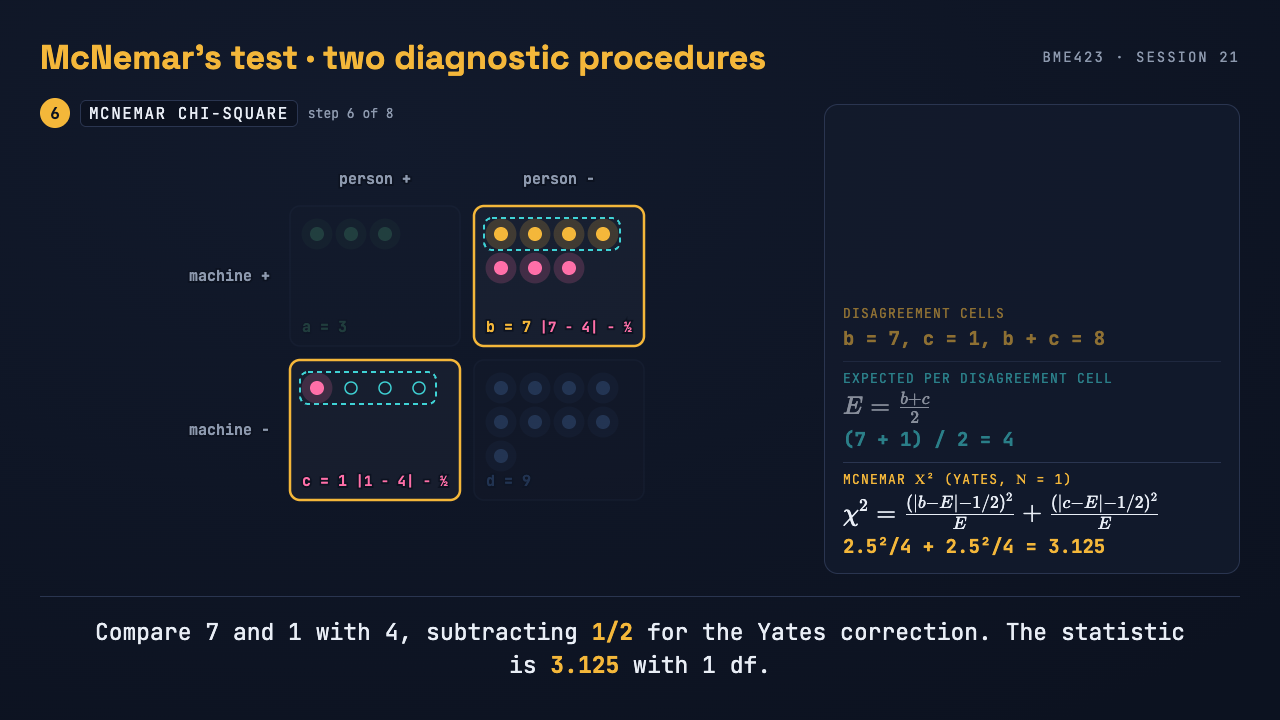 McNemar's test · two diagnostic procedures
BME423 · SESSION 21
6 MCNEMAR CHI-SQUARE step 6 of 8
person + person -
machine +
a = 3
b = 7 |7 - 4| - ½
machine -
c = 1 |1 - 4| - ½
d = 9
DISAGREEMENT CELLS
b = 7, c = 1, b + c = 8
EXPECTED PER DISAGREEMENT CELL
E = b+c / 2
(7 + 1) / 2 = 4
MCNEMAR X² (YATES, N = 1)
χ² = (|b−E|−1/2)² / E + (|c−E|−1/2)² / E
2.5²/4 + 2.5²/4 = 3.125
Compare 7 and 1 with 4, subtracting 1/2 for the Yates correction. The statistic
is 3.125 with 1 df.